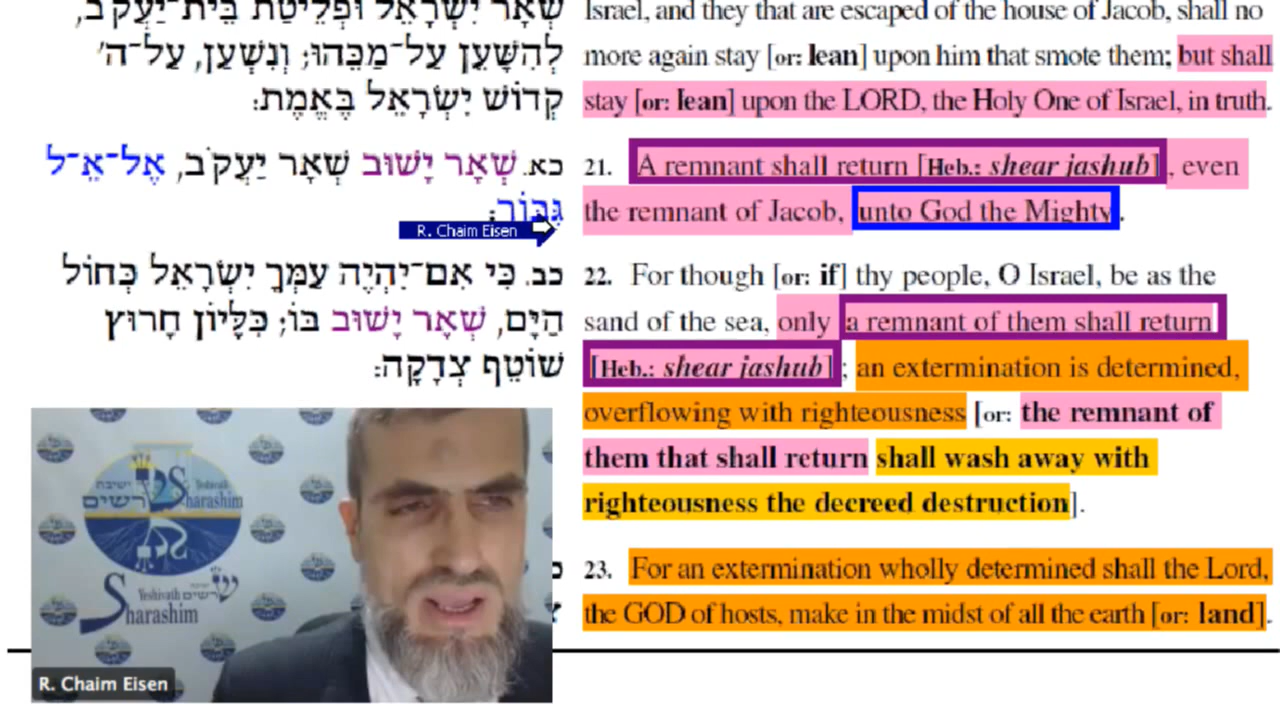 שְׁאָר יִשְׂרָאֵל וּפְלֵיטַת בֵּית־יַעֲקֹב,
לְהִשָּׁעֵן עַל־מַכֵּהוּ; וְנִשְׁעַן, עַל־ה'
קְדוֹשׁ יִשְׂרָאֵל בֶּאֱמֶת:
כא. שְׁאָר יָשׁוּב שְׁאָר יַעֲקֹב, אֶל־אֵ־ל
גִּבּוֹר:
R. Chaim Eisen
כב. כִּי אִם־יִהְיֶה עַמְּךָ יִשְׂרָאֵל כְּחוֹל
הַיָּם, שְׁאָר יָשׁוּב בּוֹ; כִּלָּיוֹן חָרוּץ
שׁוֹטֵף צְדָקָה:
Israel, and they that are escaped of the house of Jacob, shall no
more again stay [or: lean] upon him that smote them; but shall
stay [or: lean] upon the LORD, the Holy One of Israel, in truth.
21. A remnant shall return [Heb.: shear jashub], even
the remnant of Jacob, unto God the Mighty.
22. For though [or: if] thy people, O Israel, be as the
sand of the sea, only a remnant of them shall return
[Heb.: shear jashub]; an extermination is determined,
overflowing with righteousness [or: the remnant of
them that shall return shall wash away with
righteousness the decreed destruction].
23. For an extermination wholly determined shall the Lord,
the GOD of hosts, make in the midst of all the earth [or: land].
ישיבת
שרשים
Yeshivath
Sharashim
Yeshivath ישיבת שרשים
Sharashim
R. Chaim Eisen